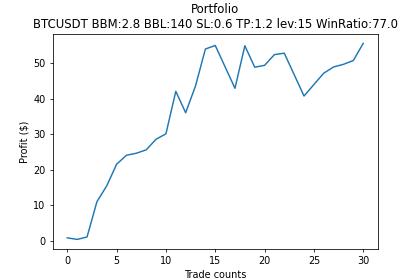 Portfolio
BTCUSDT BBM:2.8 BBL:140 SL:0.6 TP:1.2 lev:15 WinRatio:77.0
50
40
30
20
10
0
Profit ($)
0 5 10 15 20 25 30
Trade counts